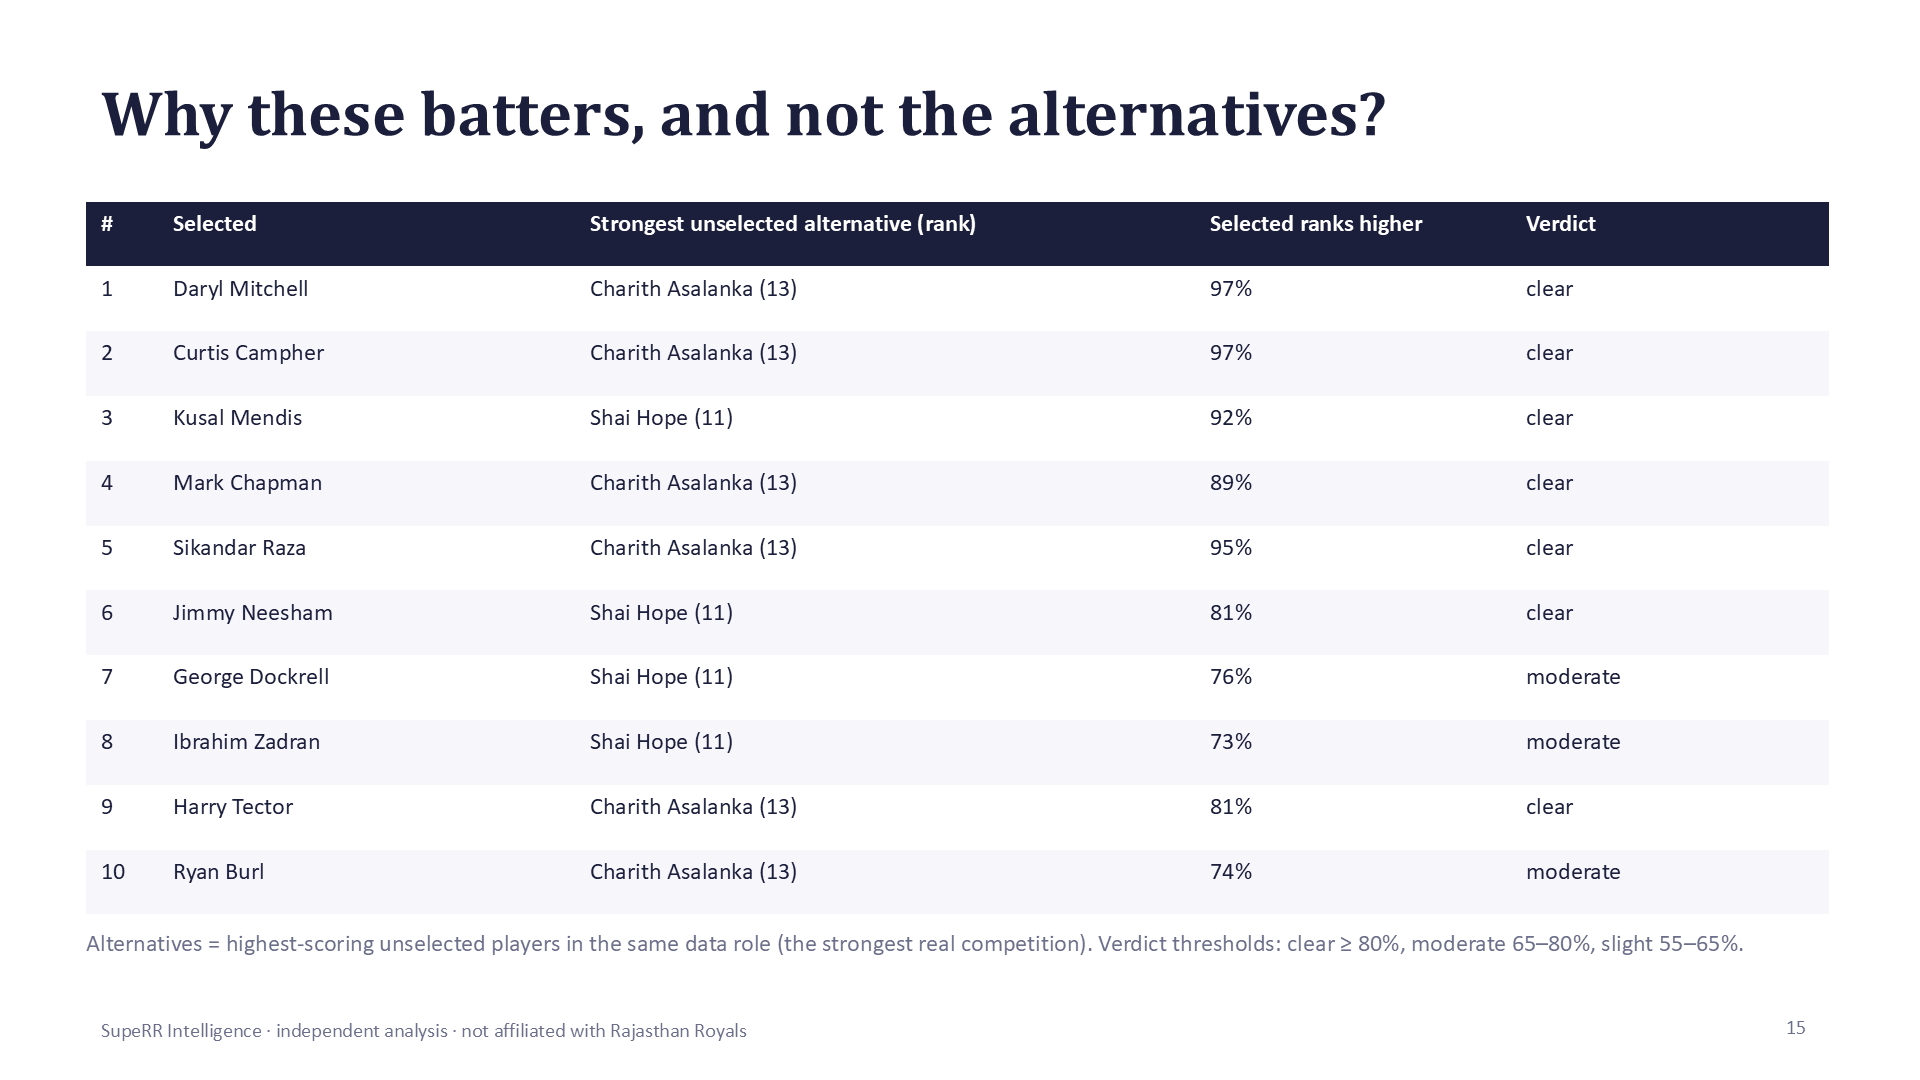 Why these batters, and not the alternatives?
# Selected Strongest unselected alternative (rank) Selected ranks higher Verdict
1 Daryl Mitchell Charith Asalanka (13) 97% clear
2 Curtis Campher Charith Asalanka (13) 97% clear
3 Kusal Mendis Shai Hope (11) 92% clear
4 Mark Chapman Charith Asalanka (13) 89% clear
5 Sikandar Raza Charith Asalanka (13) 95% clear
6 Jimmy Neesham Shai Hope (11) 81% clear
7 George Dockrell Shai Hope (11) 76% moderate
8 Ibrahim Zadran Shai Hope (11) 73% moderate
9 Harry Tector Charith Asalanka (13) 81% clear
10 Ryan Burl Charith Asalanka (13) 74% moderate
Alternatives = highest-scoring unselected players in the same data role (the strongest real competition). Verdict thresholds: clear ≥ 80%, moderate 65–80%, slight 55–65%.
SupeRR Intelligence · independent analysis · not affiliated with Rajasthan Royals
15